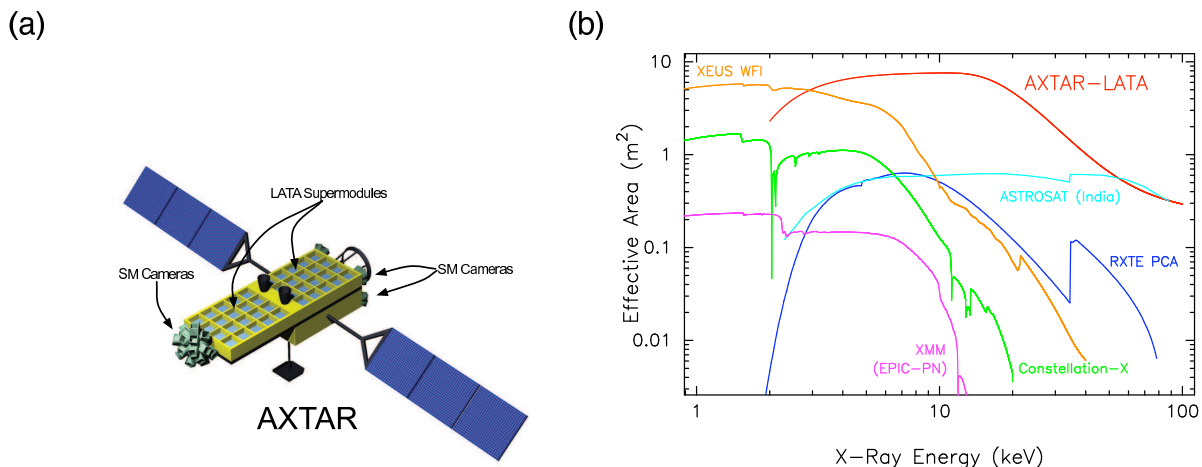 (a)
LATA Supermodules
SM Cameras
SM Cameras
AXTAR
(b)
XEUS WFI
AXTAR-LATA
ASTROSAT (India)
RXTE PCA
XMM
(EPIC-PN)
Constellation-X
Effective Area (m²)
10
1
0.1
0.01
1
10
100
X-Ray Energy (keV)